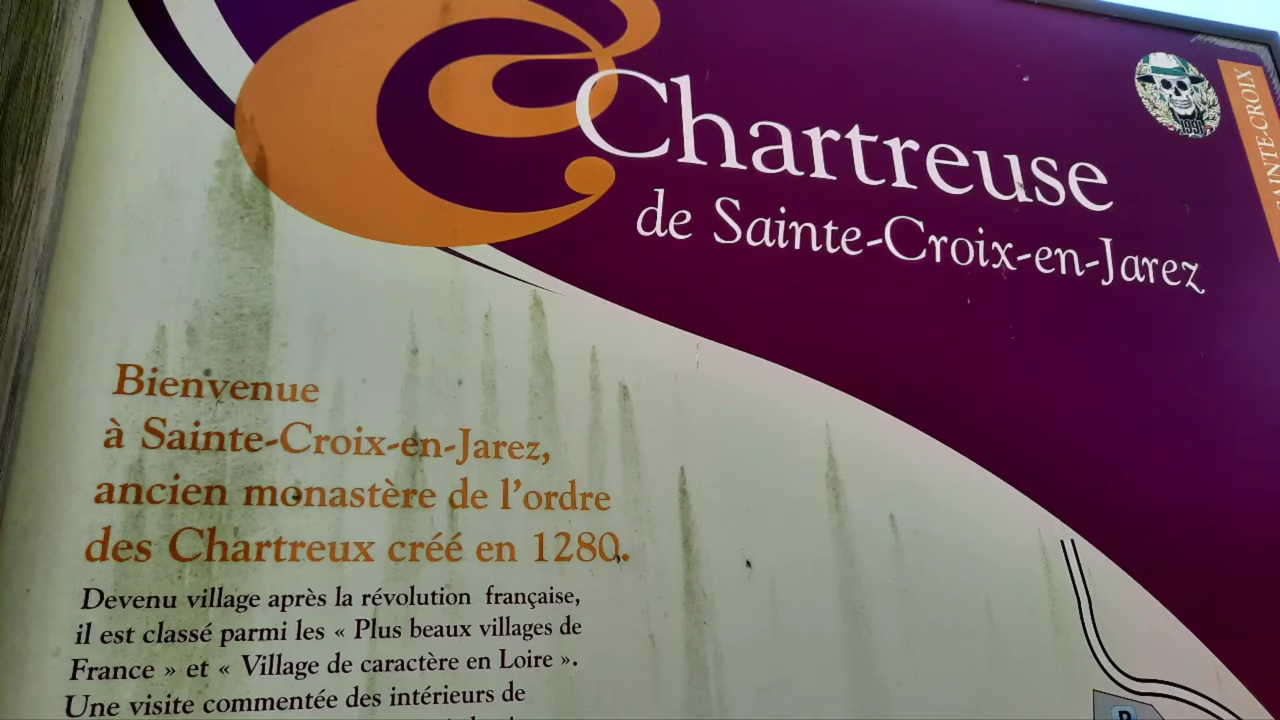 Chartreuse
de Sainte-Croix-en-Jarez
1991
SAINTE-CROIX
Bienvenue
à Sainte-Croix-en-Jarez,
ancien monastère de l'ordre
des Chartreux créé en 1280.
Devenu village après la révolution française,
il est classé parmi les « Plus beaux villages de
France » et « Village de caractère en Loire ».
Une visite commentée des intérieurs de
P